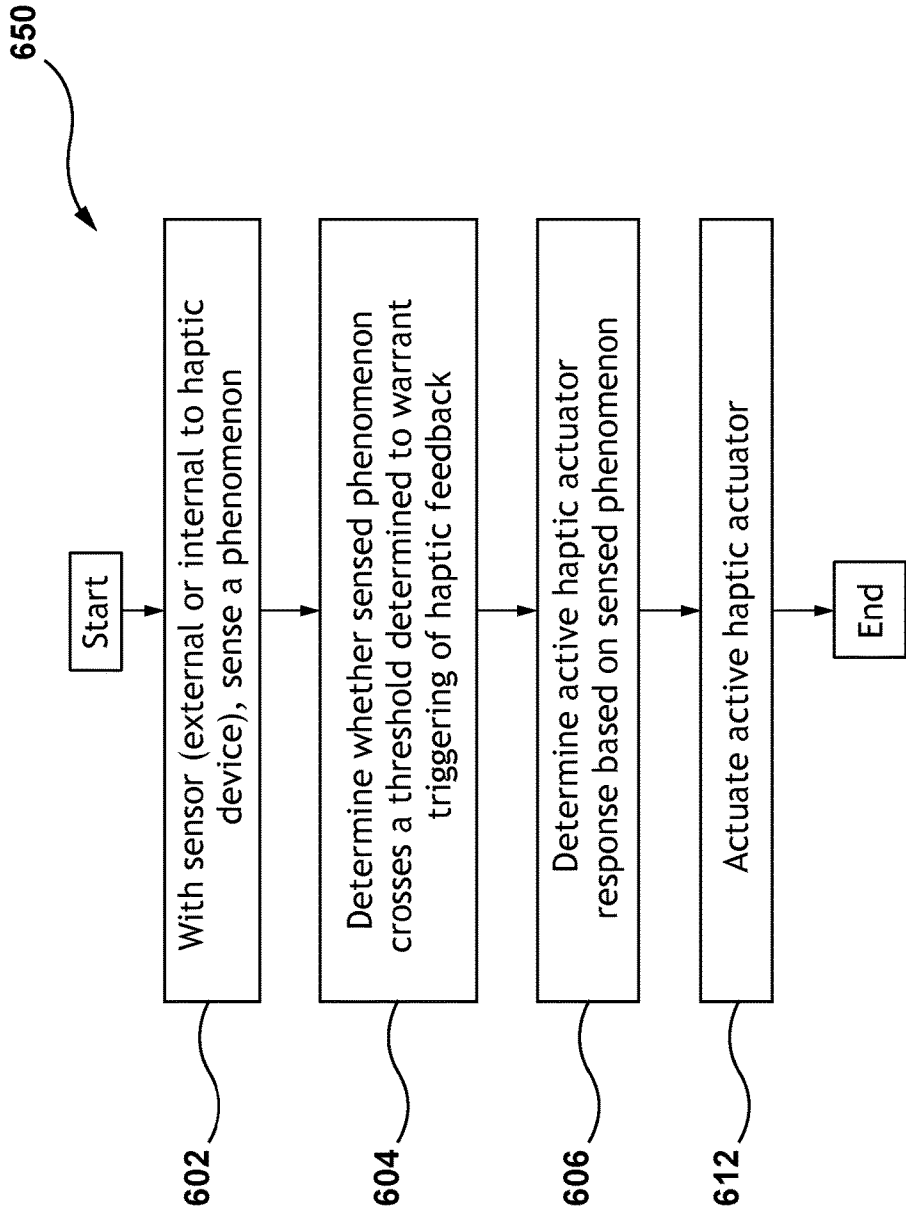 650
Start
602
With sensor (external or internal to haptic
device), sense a phenomenon
604
Determine whether sensed phenomenon
crosses a threshold determined to warrant
triggering of haptic feedback
606
Determine active haptic actuator
response based on sensed phenomenon
612
Actuate active haptic actuator
End